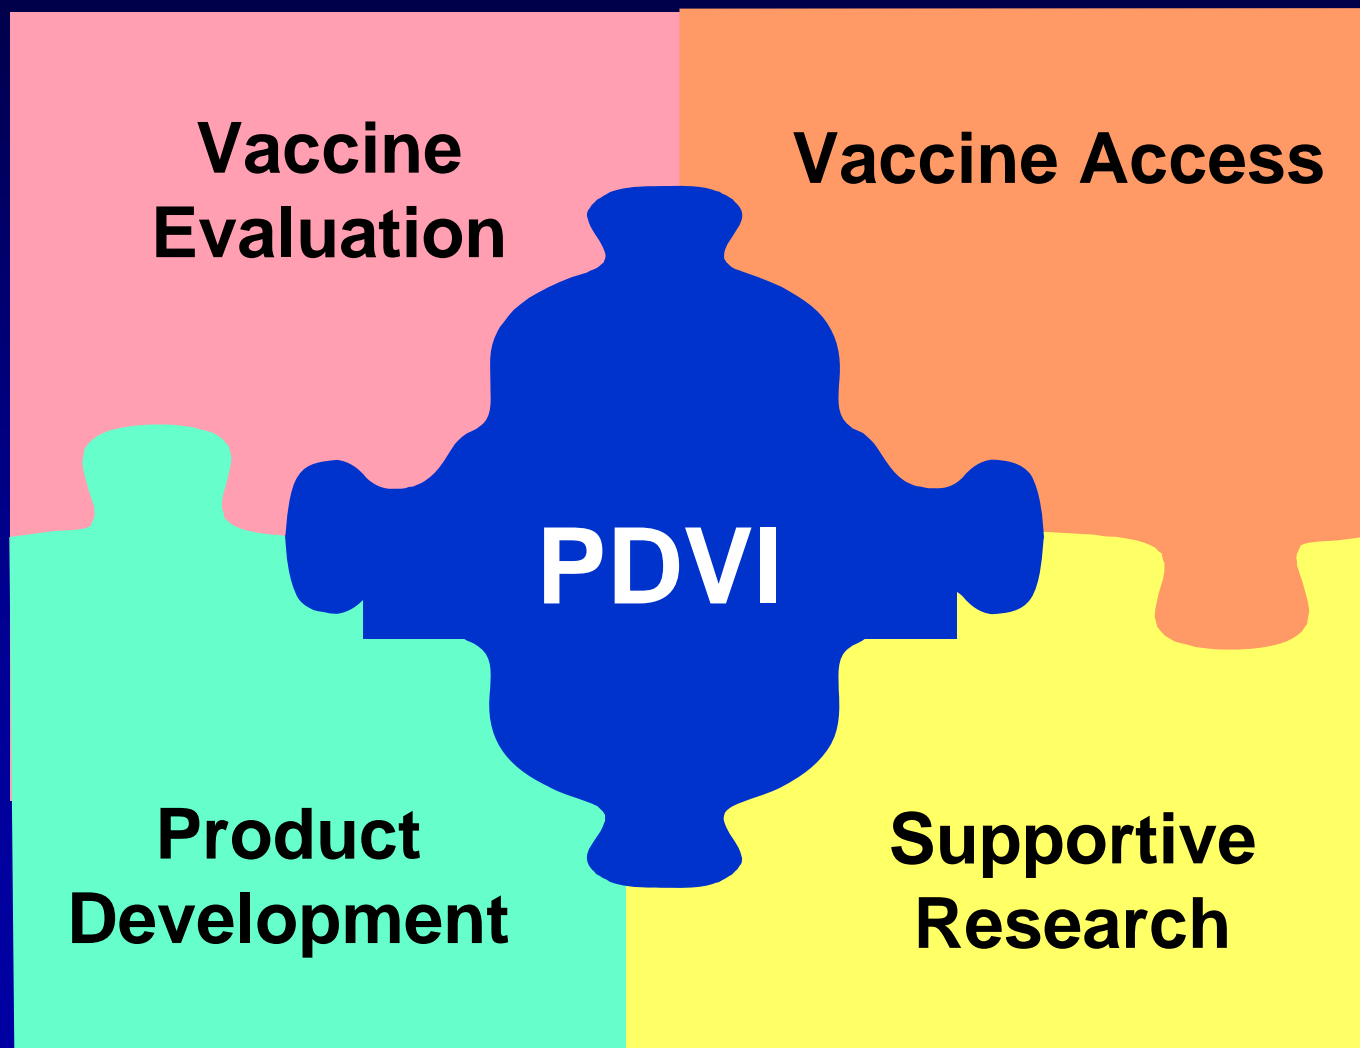 Vaccine
Evaluation
Vaccine Access
PDVI
Product
Development
Supportive
Research